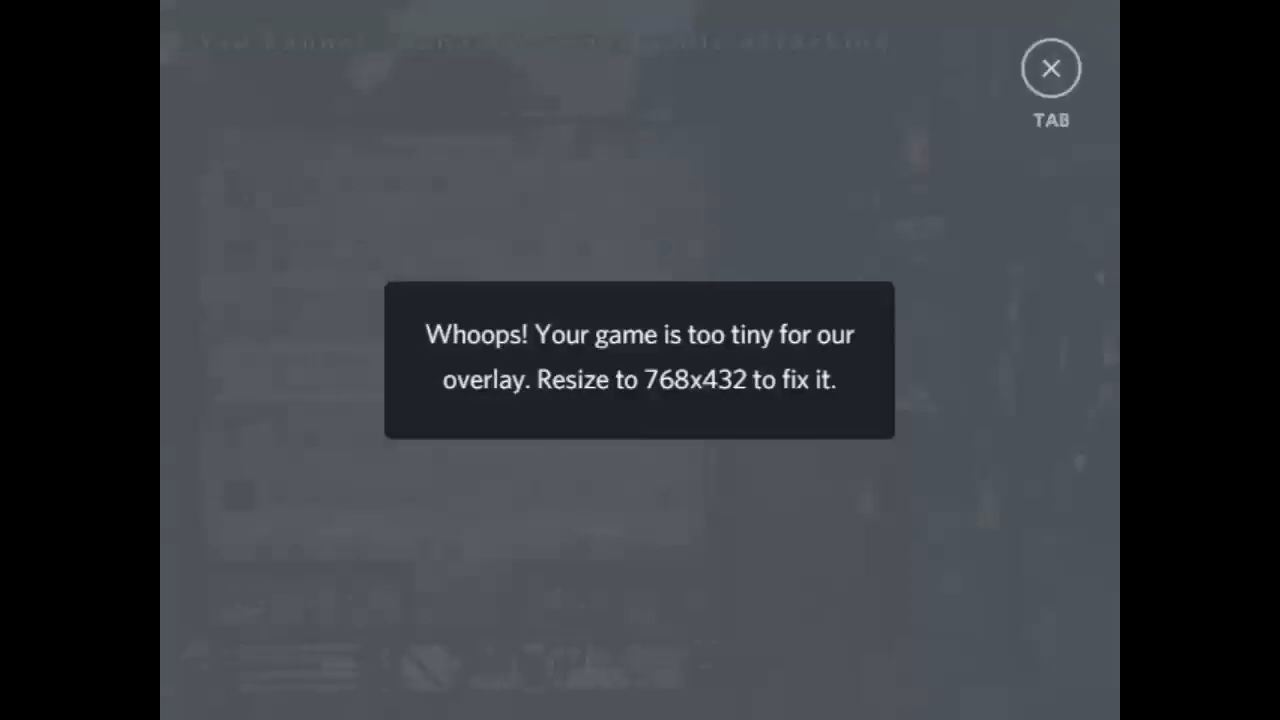 TAB
Whoops! Your game is too tiny for our
overlay. Resize to 768x432 to fix it.